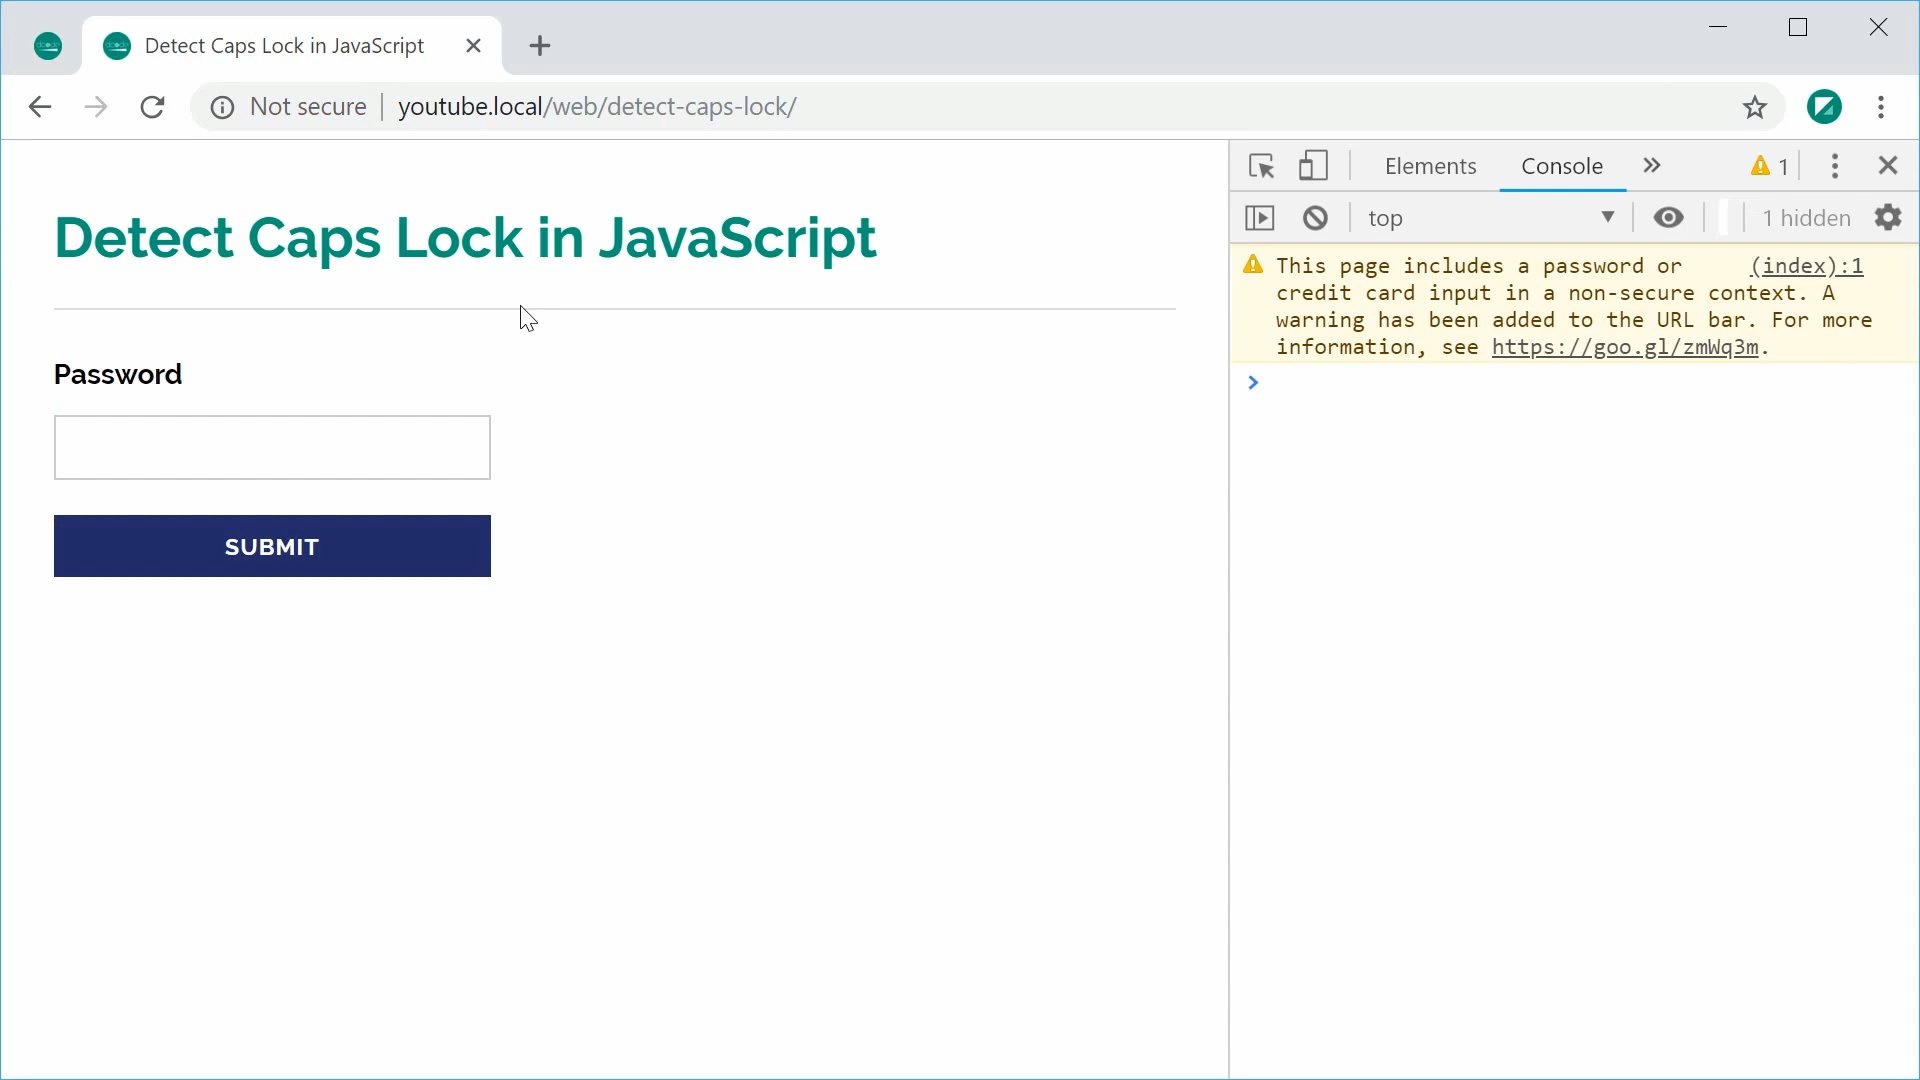 Detect Caps Lock in JavaScript
Not secure | youtube.local/web/detect-caps-lock/
Detect Caps Lock in JavaScript
Password
SUBMIT
Elements Console » 1
top 1 hidden
This page includes a password or (index):1
credit card input in a non-secure context. A
warning has been added to the URL bar. For more
information, see https://goo.gl/zmWq3m.